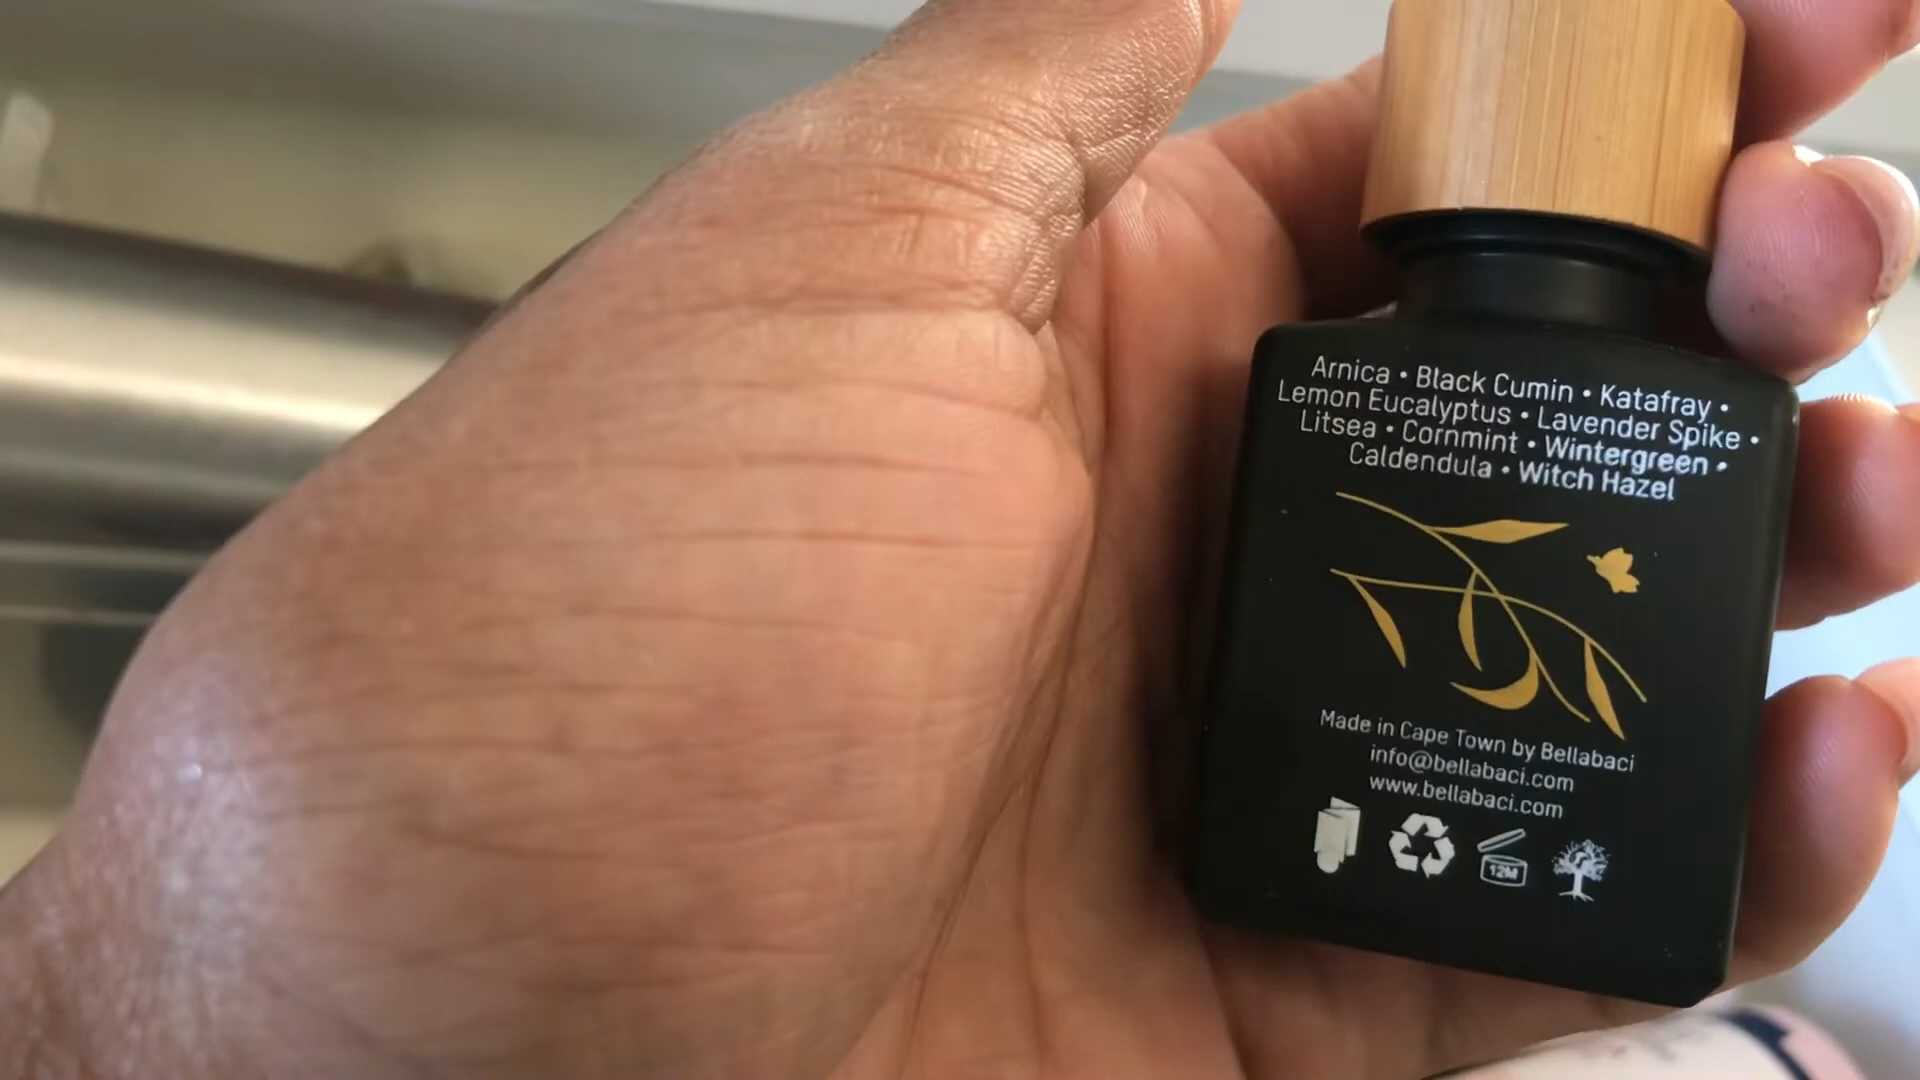 Arnica • Black Cumin • Katafray •
Lemon Eucalyptus • Lavender Spike •
Litsea • Cornmint • Wintergreen •
Caldendula • Witch Hazel
Made in Cape Town by Bellabaci
info@bellabaci.com
www.bellabaci.com
12M